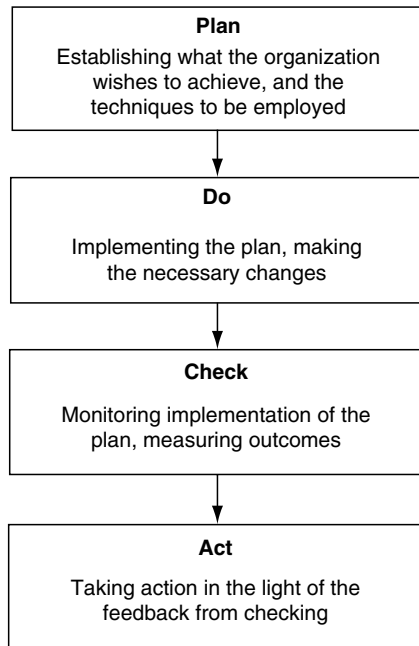 Plan
Establishing what the organization
wishes to achieve, and the
techniques to be employed
Do
Implementing the plan, making
the necessary changes
Check
Monitoring implementation of the
plan, measuring outcomes
Act
Taking action in the light of the
feedback from checking